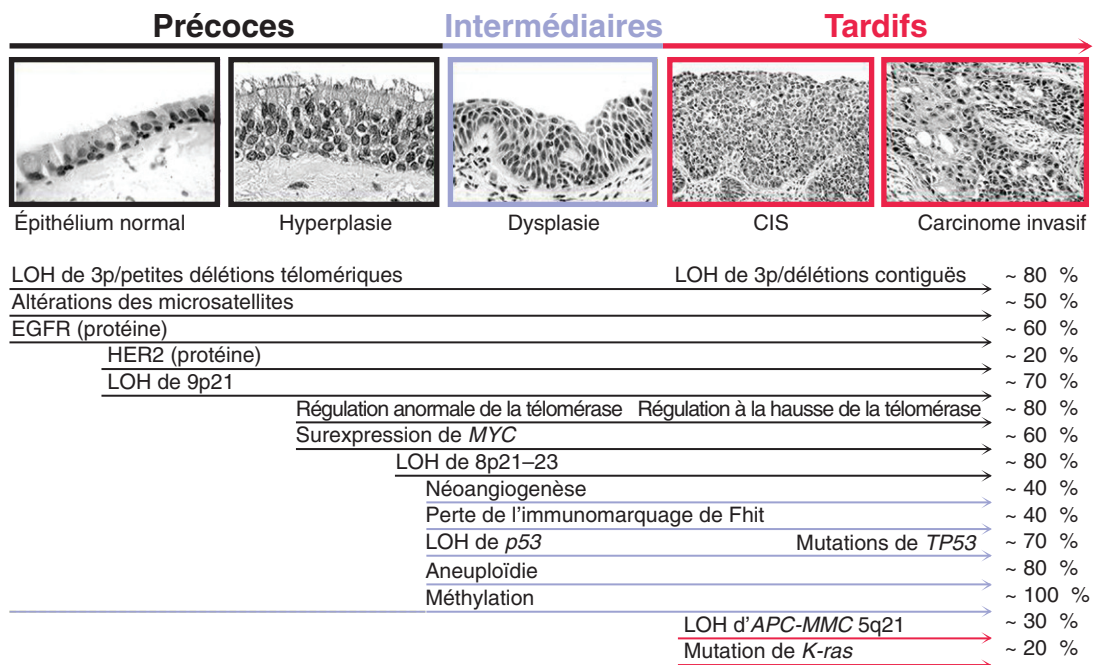 Précoces Intermédiaires Tardifs
Épithélium normal Hyperplasie Dysplasie CIS Carcinome invasif
LOH de 3p/petites délétions télomériques LOH de 3p/délétions contiguës ~ 80 %
Altérations des microsatellites ~ 50 %
EGFR (protéine) ~ 60 %
HER2 (protéine) ~ 20 %
LOH de 9p21 ~ 70 %
Régulation anormale de la télomérase Régulation à la hausse de la télomérase ~ 80 %
Surexpression de MYC ~ 60 %
LOH de 8p21–23 ~ 80 %
Néoangiogenèse ~ 40 %
Perte de l'immunomarquage de Fhit ~ 40 %
LOH de p53 Mutations de TP53 ~ 70 %
Aneuploïdie ~ 80 %
Méthylation ~ 100 %
LOH d'APC-MMC 5q21 ~ 30 %
Mutation de K-ras ~ 20 %